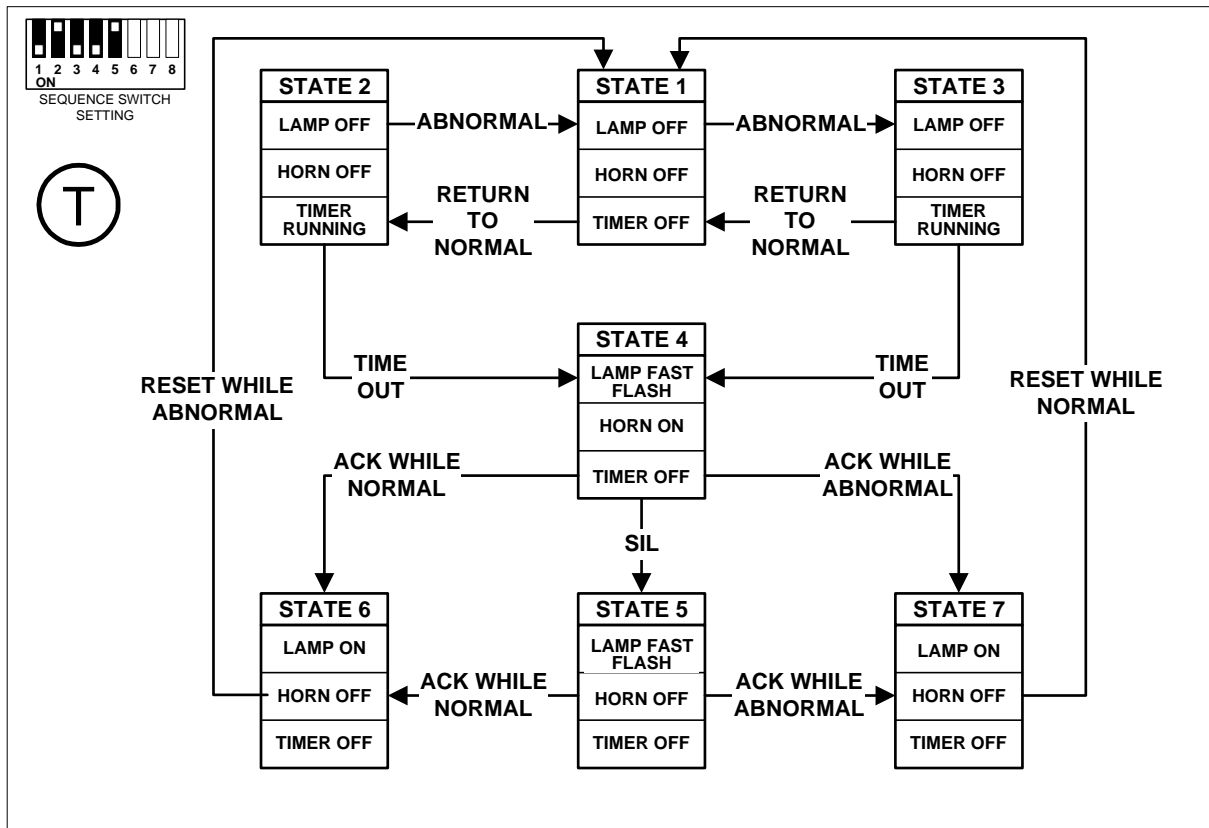 1 2 3 4 5 6 7 8
ON
SEQUENCE SWITCH
SETTING
T
STATE 2
LAMP OFF
HORN OFF
TIMER
RUNNING
ABNORMAL
RETURN
TO
NORMAL
STATE 1
LAMP OFF
HORN OFF
TIMER OFF
ABNORMAL
RETURN
TO
NORMAL
STATE 3
LAMP OFF
HORN OFF
TIMER
RUNNING
RESET WHILE
ABNORMAL
TIME
OUT
STATE 4
LAMP FAST
FLASH
HORN ON
TIMER OFF
TIME
OUT
RESET WHILE
NORMAL
ACK WHILE
NORMAL
ACK WHILE
ABNORMAL
SIL
STATE 6
LAMP ON
HORN OFF
TIMER OFF
ACK WHILE
NORMAL
STATE 5
LAMP FAST
FLASH
HORN OFF
TIMER OFF
ACK WHILE
ABNORMAL
STATE 7
LAMP ON
HORN OFF
TIMER OFF